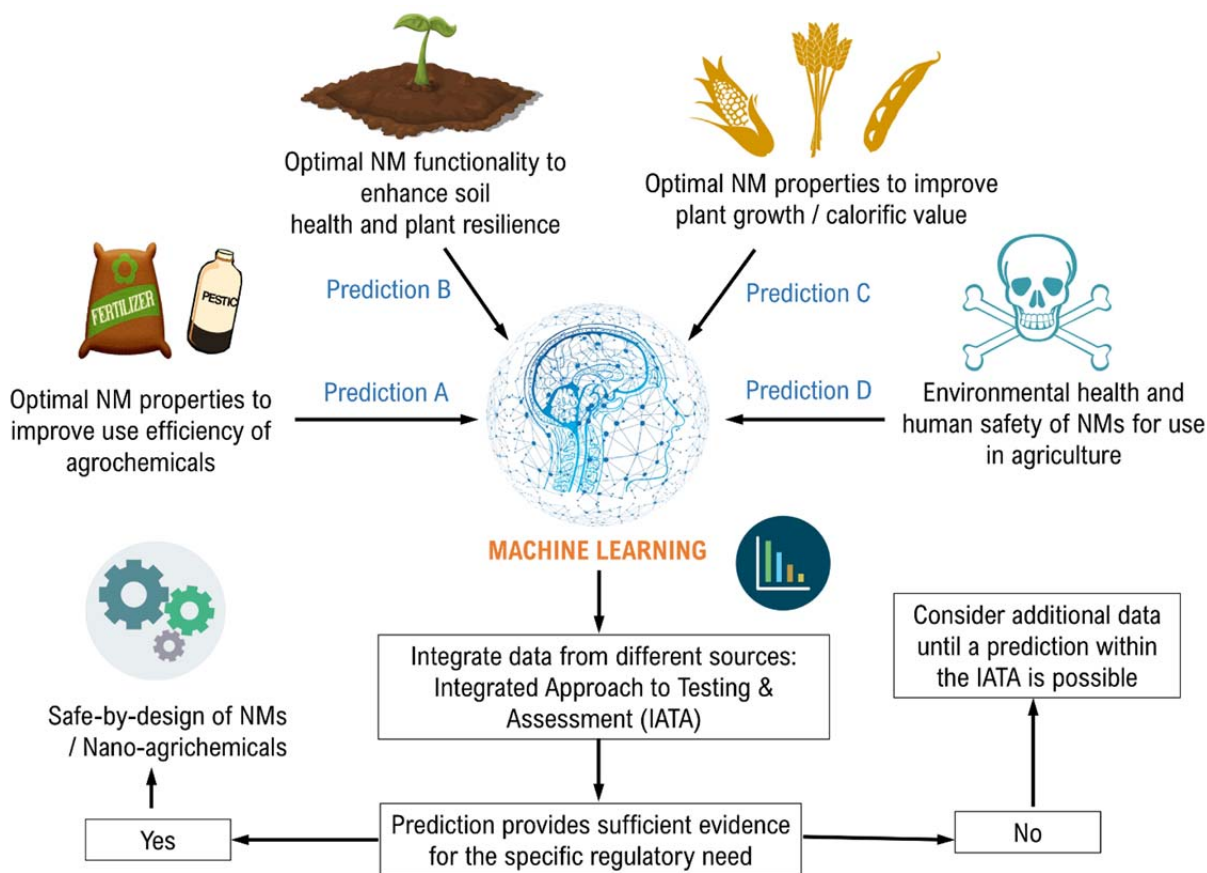 Optimal NM functionality to
enhance soil
health and plant resilience
Optimal NM properties to improve
plant growth / calorific value
FERTILIZER
PESTIC
Prediction B
Prediction C
Optimal NM properties to
improve use efficiency of
agrochemicals
Prediction A
Prediction D
Environmental health and
human safety of NMs for use
in agriculture
MACHINE LEARNING
Integrate data from different sources:
Integrated Approach to Testing &
Assessment (IATA)
Consider additional data
until a prediction within
the IATA is possible
Safe-by-design of NMs
/ Nano-agrichemicals
Yes
Prediction provides sufficient evidence
for the specific regulatory need
No